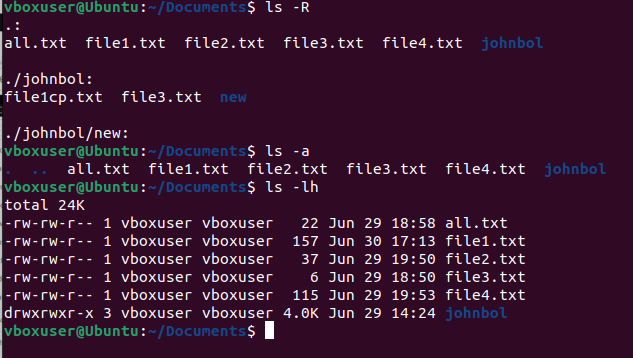 vboxuser@Ubuntu:~/Documents$ ls -R
.:
all.txt  file1.txt  file2.txt  file3.txt  file4.txt  johnbol

./johnbol:
file1cp.txt  file3.txt  new

./johnbol/new:
vboxuser@Ubuntu:~/Documents$ ls -a
.  ..  all.txt  file1.txt  file2.txt  file3.txt  file4.txt  johnbol
vboxuser@Ubuntu:~/Documents$ ls -lh
total 24K
-rw-rw-r-- 1 vboxuser vboxuser   22 Jun 29 18:58 all.txt
-rw-rw-r-- 1 vboxuser vboxuser  157 Jun 30 17:13 file1.txt
-rw-rw-r-- 1 vboxuser vboxuser   37 Jun 29 19:50 file2.txt
-rw-rw-r-- 1 vboxuser vboxuser    6 Jun 29 18:50 file3.txt
-rw-rw-r-- 1 vboxuser vboxuser  115 Jun 29 19:53 file4.txt
drwxrwxr-x 3 vboxuser vboxuser 4.0K Jun 29 14:24 johnbol
vboxuser@Ubuntu:~/Documents$